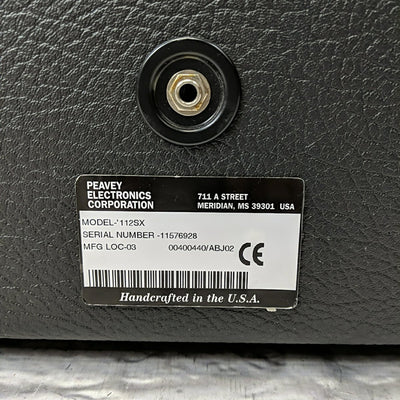 PEAVEY
ELECTRONICS
CORPORATION
711 A STREET
MERIDIAN, MS 39301 USA
MODEL-'112SX
SERIAL NUMBER -11576928
MFG LOC-03 00400440/ABJ02
CE
Handcrafted in the U.S.A.